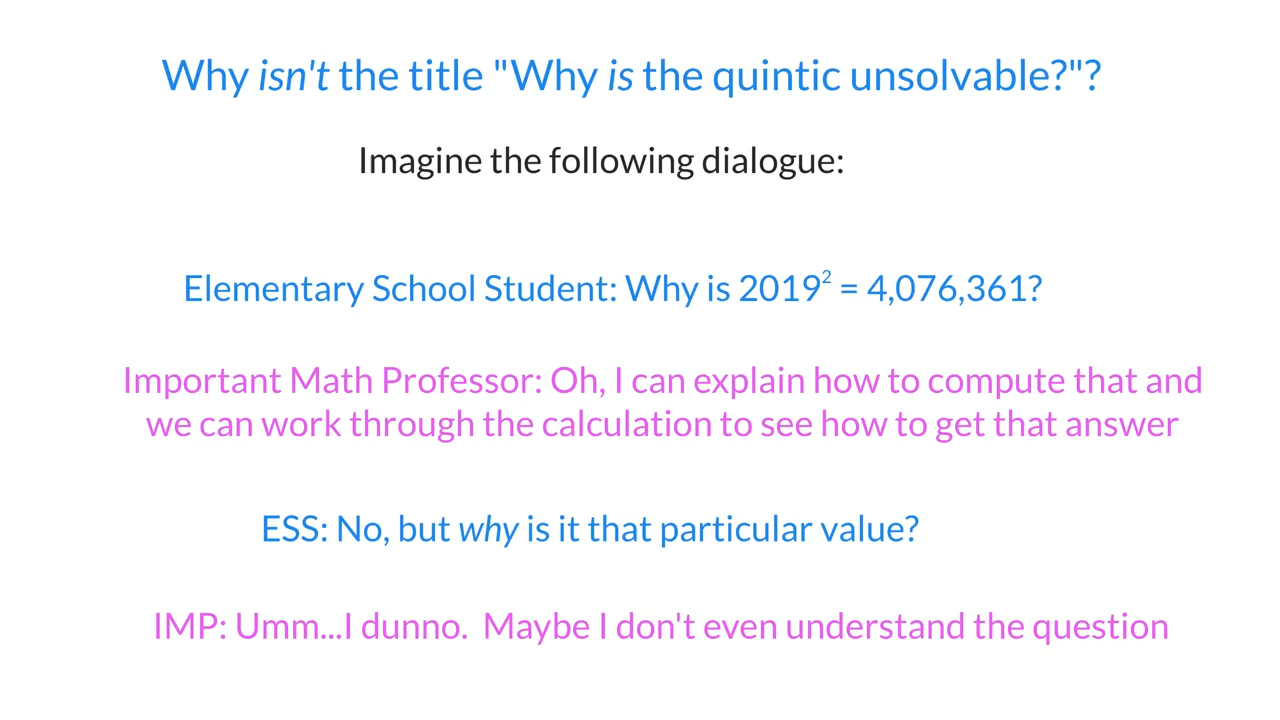 Why isn't the title "Why is the quintic unsolvable?"?
Imagine the following dialogue:
Elementary School Student: Why is 2019² = 4,076,361?
Important Math Professor: Oh, I can explain how to compute that and
we can work through the calculation to see how to get that answer
ESS: No, but why is it that particular value?
IMP: Umm...I dunno.  Maybe I don't even understand the question